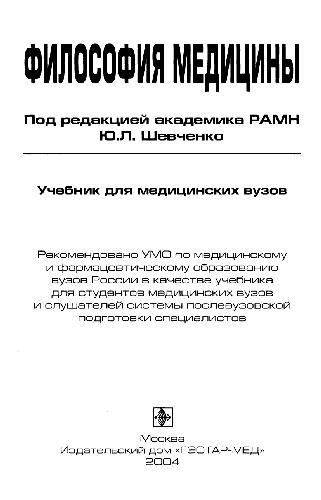 ФИЛОСОФИЯ МЕДИЦИНЫ
Под редакцией академика РАМН
Ю.Л. Шевченко
Учебник для медицинских вузов
Рекомендовано УМО по медицинскому
и фармацевтическому образованию
вузов России в качестве учебника
для студентов медицинских вузов
и слушателей системы послевузовской
подготовки специалистов
Москва
Издательский дом «ГЭОТАР-МЕД»
2004